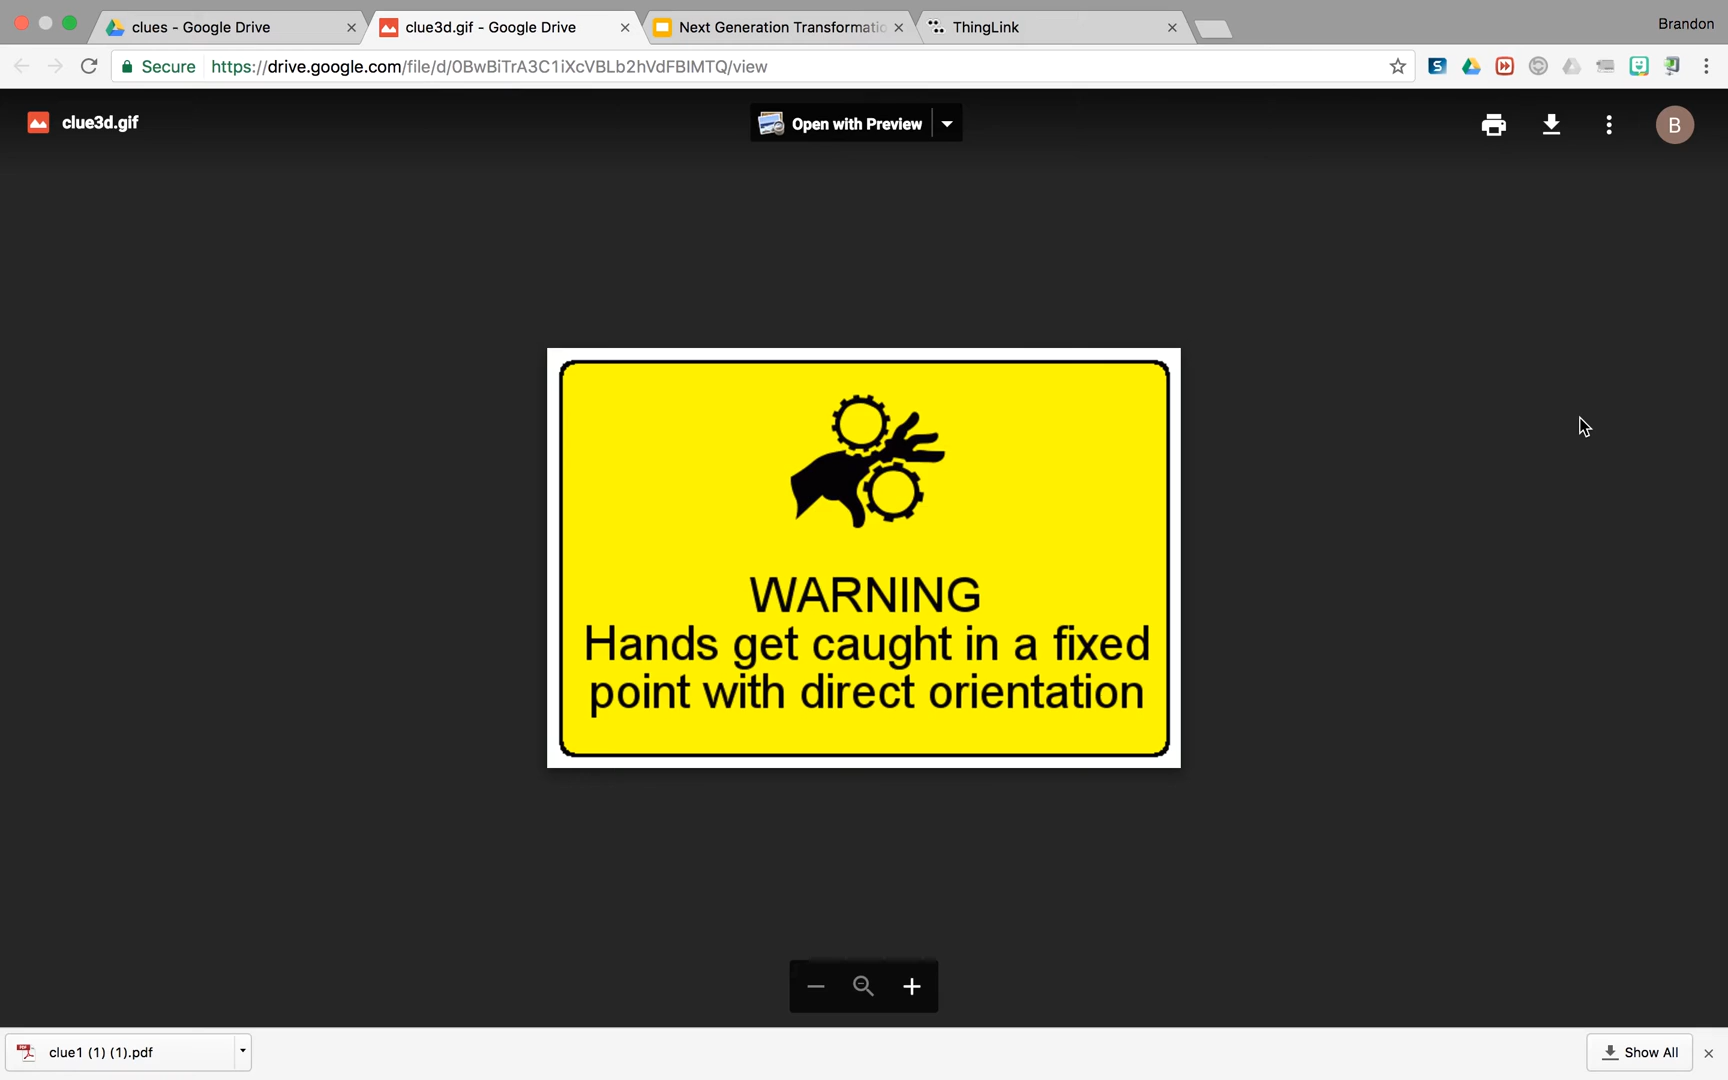 clues - Google Drive
clue3d.gif - Google Drive
Next Generation Transformatio
ThingLink
Brandon
Secure
https://drive.google.com/file/d/0BwBiTrA3C1iXcVBLb2hVdFBIMTQ/view
clue3d.gif
Open with Preview
B
WARNING
Hands get caught in a fixed
point with direct orientation
clue1 (1) (1).pdf
Show All